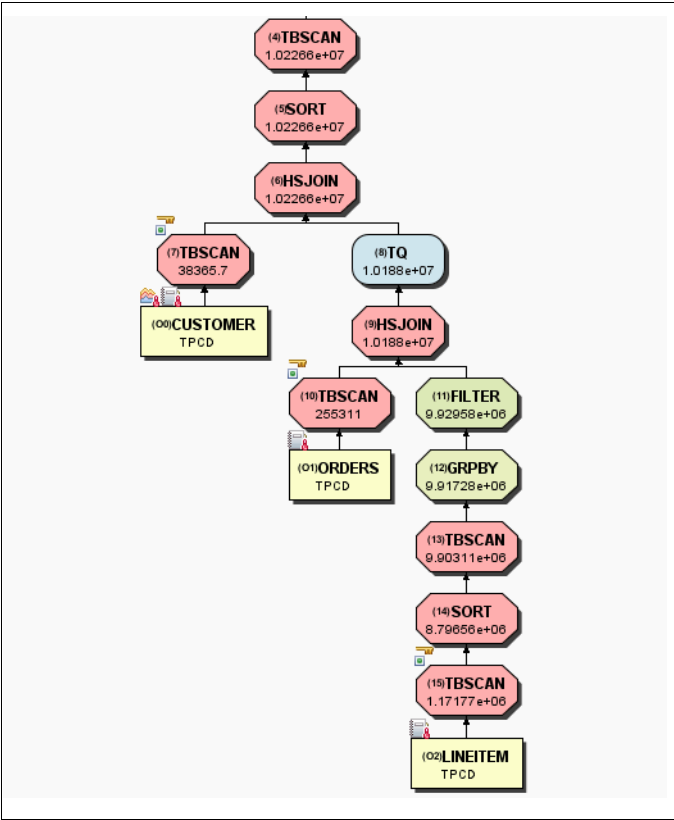 (4)TBSCAN
1.02266e+07
(5)SORT
1.02266e+07
(6)HSJOIN
1.02266e+07
(7)TBSCAN
38365.7
(8)TQ
1.0188e+07
(O0)CUSTOMER
TPCD
(9)HSJOIN
1.0188e+07
(10)TBSCAN
255311
(11)FILTER
9.92958e+06
(O1)ORDERS
TPCD
(12)GRPBY
9.91728e+06
(13)TBSCAN
9.90311e+06
(14)SORT
8.79656e+06
(15)TBSCAN
1.17177e+06
(O2)LINEITEM
TPCD